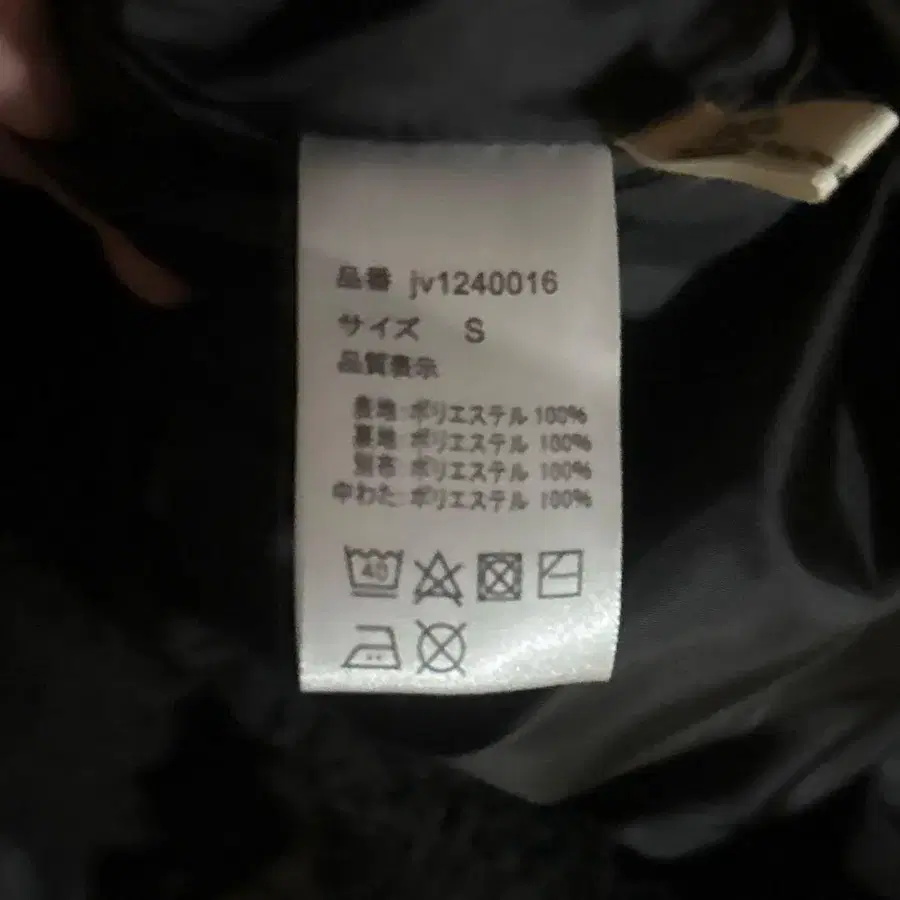 品番 jv1240016
サイズ S
品質表示
表地:ポリエステル 100%
裏地:ポリエステル 100%
別布:ポリエステル 100%
中わた:ポリエステル 100%
40